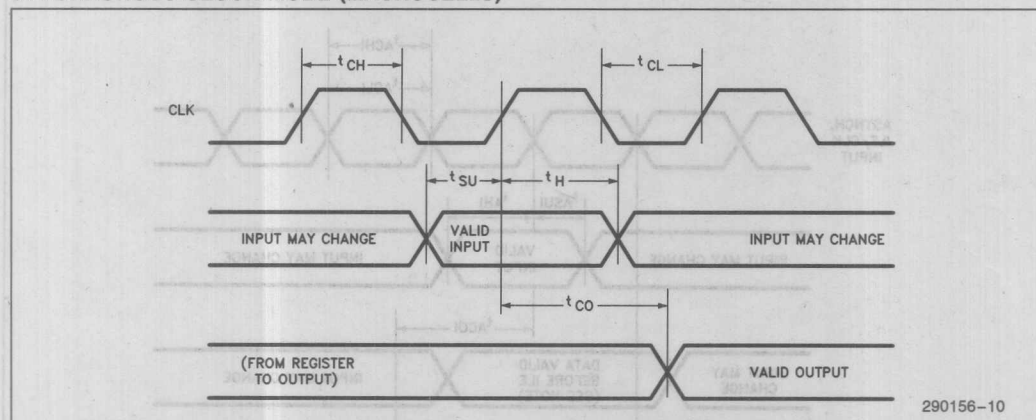 t CH
t CL
CLK
t SU
t H
INPUT MAY CHANGE
VALID
INPUT
INPUT MAY CHANGE
t CO
(FROM REGISTER
TO OUTPUT)
VALID OUTPUT
290156-10